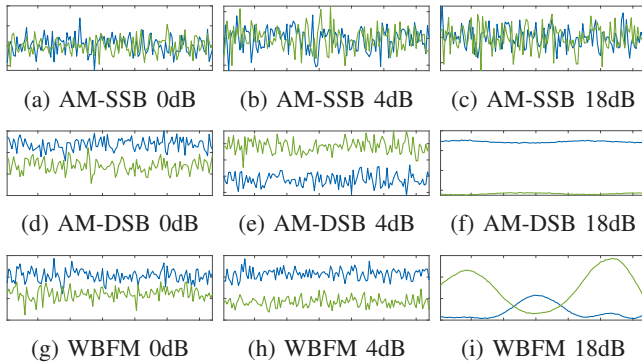 (a) AM-SSB 0dB
(b) AM-SSB 4dB
(c) AM-SSB 18dB
(d) AM-DSB 0dB
(e) AM-DSB 4dB
(f) AM-DSB 18dB
(g) WBFM 0dB
(h) WBFM 4dB
(i) WBFM 18dB